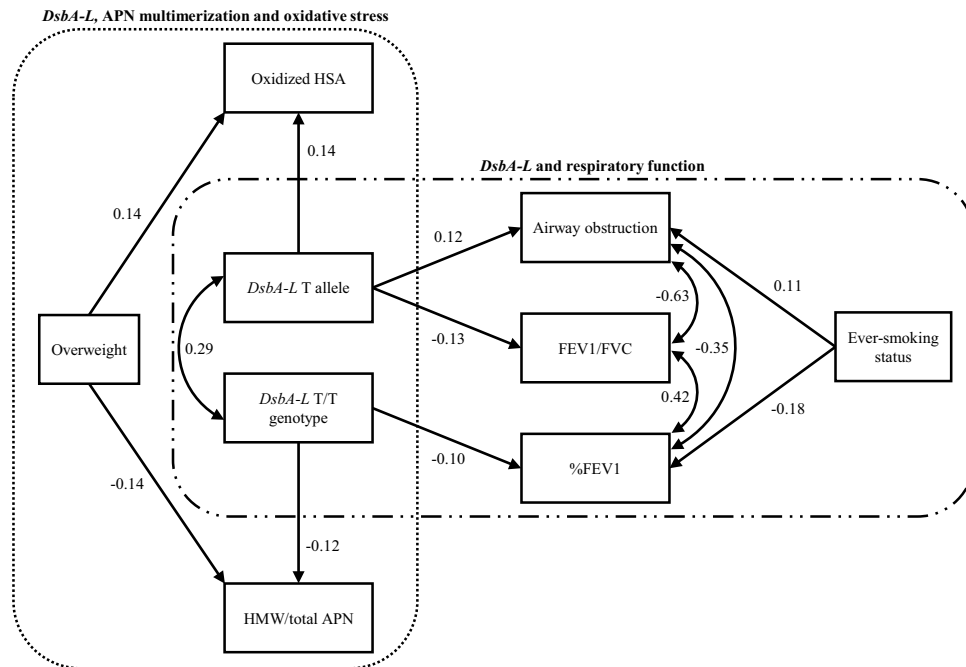 DsbA-L, APN multimerization and oxidative stress
Oxidized HSA
0.14
DsbA-L and respiratory function
0.14
0.12
Airway obstruction
DsbA-L T allele
0.11
-0.63
-0.13
Overweight
0.29
FEV1/FVC
-0.35
Ever-smoking
status
DsbA-L T/T
genotype
0.42
-0.18
-0.10
%FEV1
-0.14
-0.12
HMW/total APN